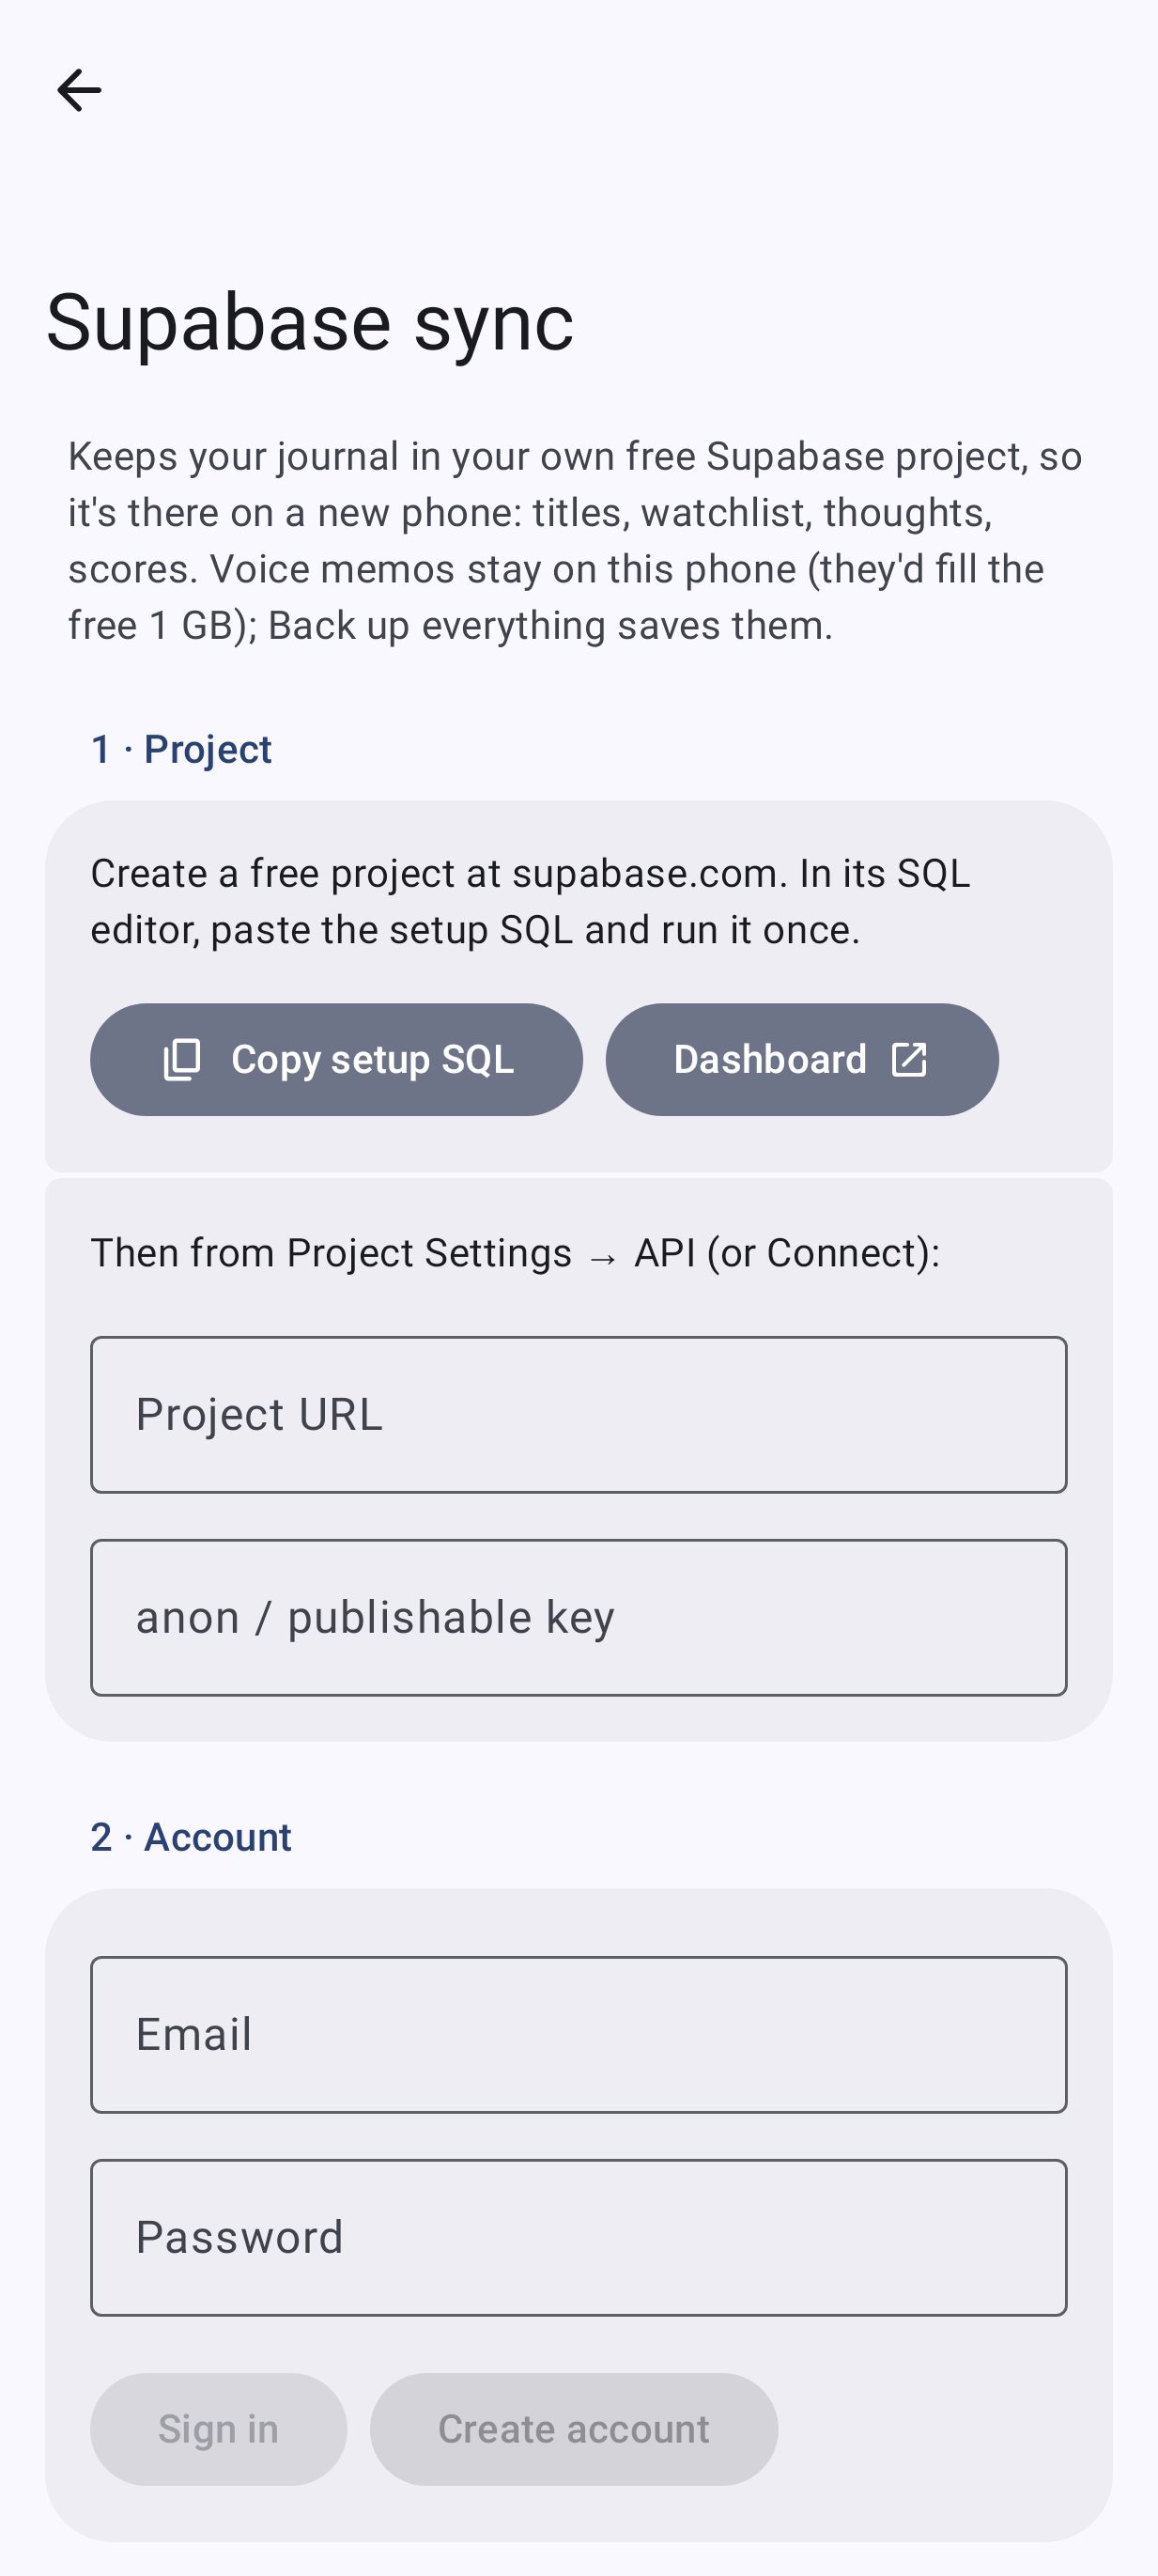 Supabase sync
Keeps your journal in your own free Supabase project, so
it's there on a new phone: titles, watchlist, thoughts,
scores. Voice memos stay on this phone (they'd fill the
free 1 GB); Back up everything saves them.
1 · Project
Create a free project at supabase.com. In its SQL
editor, paste the setup SQL and run it once.
Copy setup SQL
Dashboard
Then from Project Settings → API (or Connect):
Project URL
anon / publishable key
2 · Account
Email
Password
Sign in
Create account